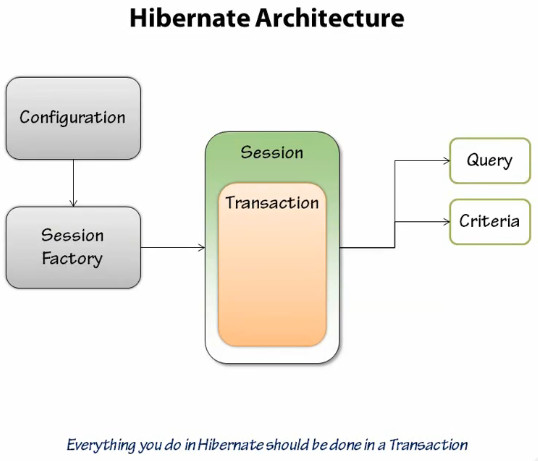 Hibernate Architecture
Configuration
Session
Factory
Session
Transaction
Query
Criteria
Everything you do in Hibernate should be done in a Transaction